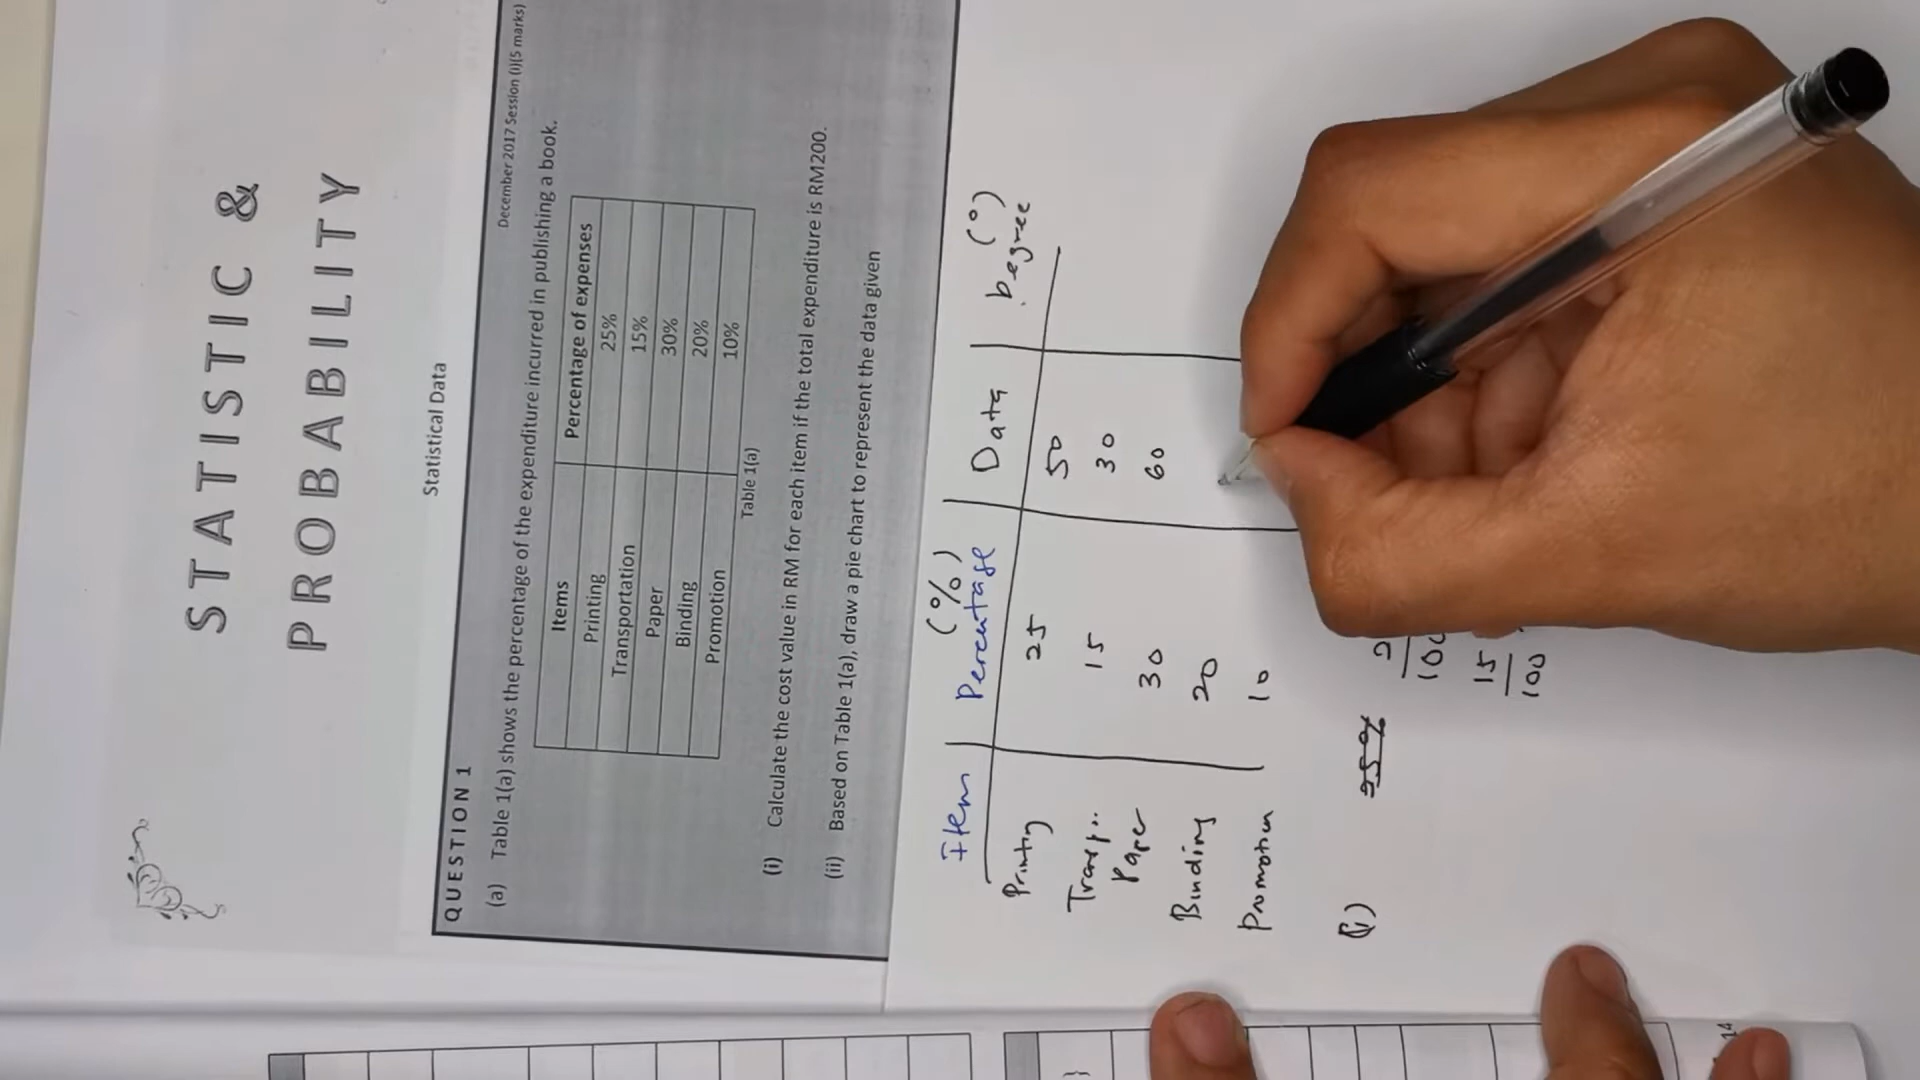 STATISTIC &
PROBABILITY
Statistical Data
QUESTION 1
December 2017 Session (i)(5 marks)
(a) Table 1(a) shows the percentage of the expenditure incurred in publishing a book.
Items Percentage of expenses
Printing 25%
Transportation 15%
Paper 30%
Binding 20%
Promotion 10%
Table 1(a)
(i) Calculate the cost value in RM for each item if the total expenditure is RM200.
(ii) Based on Table 1(a), draw a pie chart to represent the data given
(%) (°)
Item Percentage Data Degree
Printing 25 50
Transp.. 15 30
Paper 30 60
Binding 20
Promotion 10
(i) 25%
15
100
14